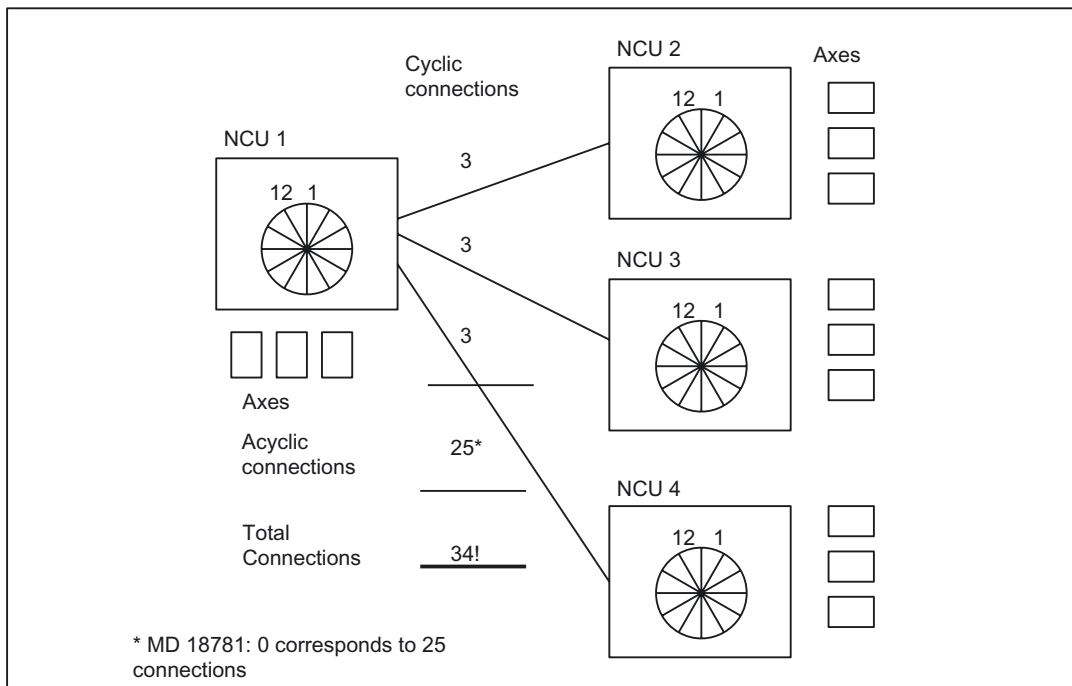 Cyclic
connections
NCU 2
Axes
12 1
NCU 1
12 1
3
3
NCU 3
12 1
3
Axes
Acyclic
connections
25*
NCU 4
12 1
Total
Connections
34!
* MD 18781: 0 corresponds to 25
connections